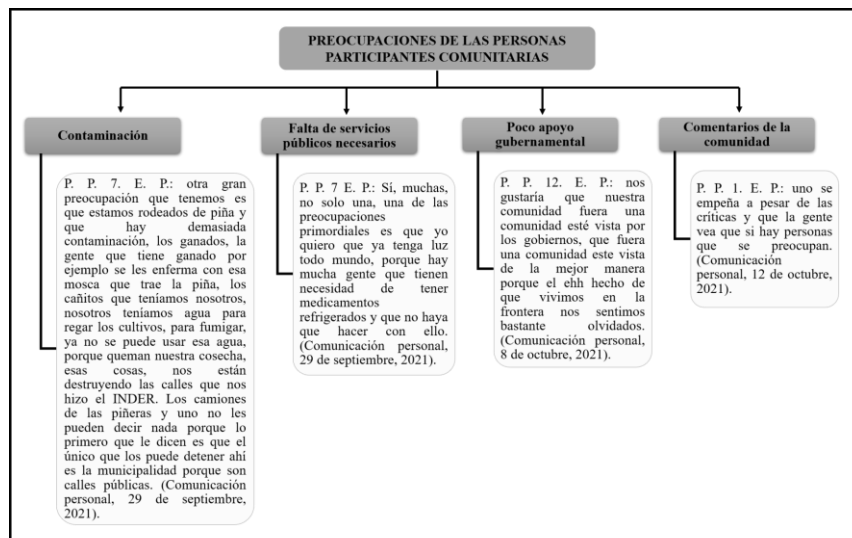 PREOCUPACIONES DE LAS PERSONAS
PARTICIPANTES COMUNITARIAS
Contaminación
P. P. 7. E. P.: otra gran
preocupación que tenemos es
que estamos rodeados de piña y
que hay demasiada
contaminación, los ganados, la
gente que tiene ganado por
ejemplo se les enferma con esa
mosca que trae la piña, los
cañitos que teníamos nosotros,
nosotros teníamos agua para
regar los cultivos, para fumigar,
ya no se puede usar esa agua,
porque queman nuestra cosecha,
esas cosas, nos están
destruyendo las calles que nos
hizo el INDER. Los camiones
de las piñeras y uno no les
pueden decir nada porque lo
primero que le dicen es que el
único que los puede detener ahí
es la municipalidad porque son
calles públicas. (Comunicación
personal, 29 de septiembre,
2021).
Falta de servicios
públicos necesarios
P. P. 7 E. P.: Sí, muchas,
no solo una, una de las
preocupaciones
primordiales es que yo
quiero que ya tenga luz
todo mundo, porque hay
mucha gente que tienen
necesidad de tener
medicamentos
refrigerados y que no haya
que hacer con ello.
(Comunicación personal,
29 de septiembre, 2021).
Poco apoyo
gubernamental
P. P. 12. E. P.: nos
gustaría que nuestra
comunidad fuera una
comunidad esté vista por
los gobiernos, que fuera
una comunidad este vista
de la mejor manera
porque el ehh hecho de
que vivimos en la
frontera nos sentimos
bastante olvidados.
(Comunicación personal,
8 de octubre, 2021).
Comentarios de la
comunidad
P. P. 1. E. P.: uno se
empeña a pesar de las
críticas y que la gente
vea que si hay personas
que se preocupan.
(Comunicación
personal, 12 de octubre,
2021).